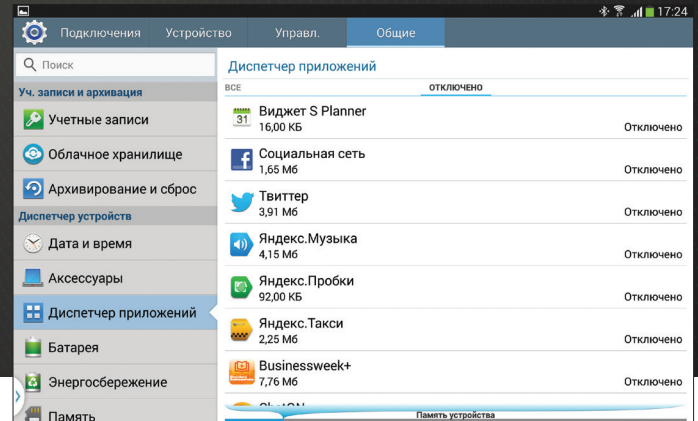 17:24
Подключения Устройство Управл. Общие
Поиск
Уч. записи и архивация
Учетные записи
Облачное хранилище
Архивирование и сброс
Диспетчер устройств
Дата и время
Аксессуары
Диспетчер приложений
Батарея
Энергосбережение
Память
Диспетчер приложений
ВСЕ ОТКЛЮЧЕНО
31
Виджет S Planner
16,00 КБ Отключено
Социальная сеть
1,65 Мб Отключено
Твиттер
3,91 Мб Отключено
Яндекс.Музыка
4,15 Мб Отключено
Яндекс.Пробки
92,00 КБ Отключено
Яндекс.Такси
2,25 Мб Отключено
Businessweek+
7,76 Мб Отключено
Память устройства